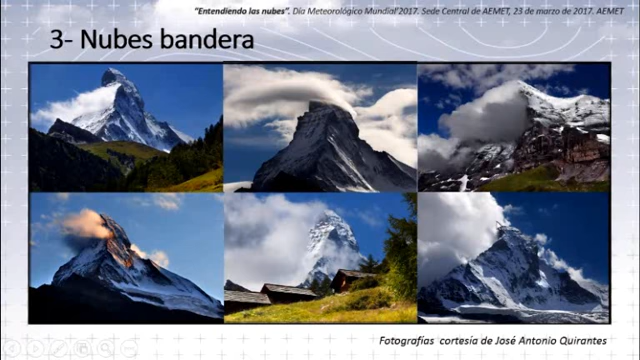 "Entendiendo las nubes". Día Meteorológico Mundial'2017. Sede Central de AEMET, 23 de marzo de 2017. AEMET
3- Nubes bandera
Fotografías cortesía de José Antonio Quirantes